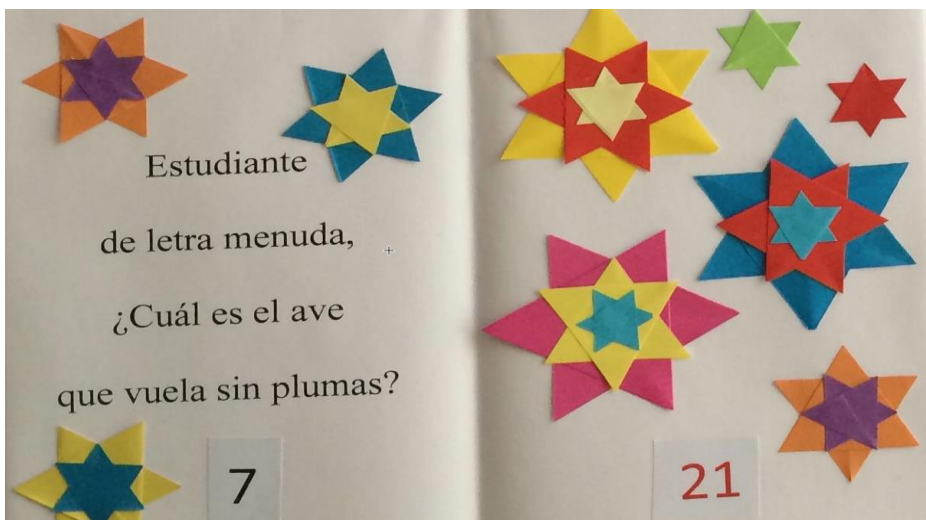 Estudiante
de letra menuda,
¿Cuál es el ave
que vuela sin plumas?
7
21